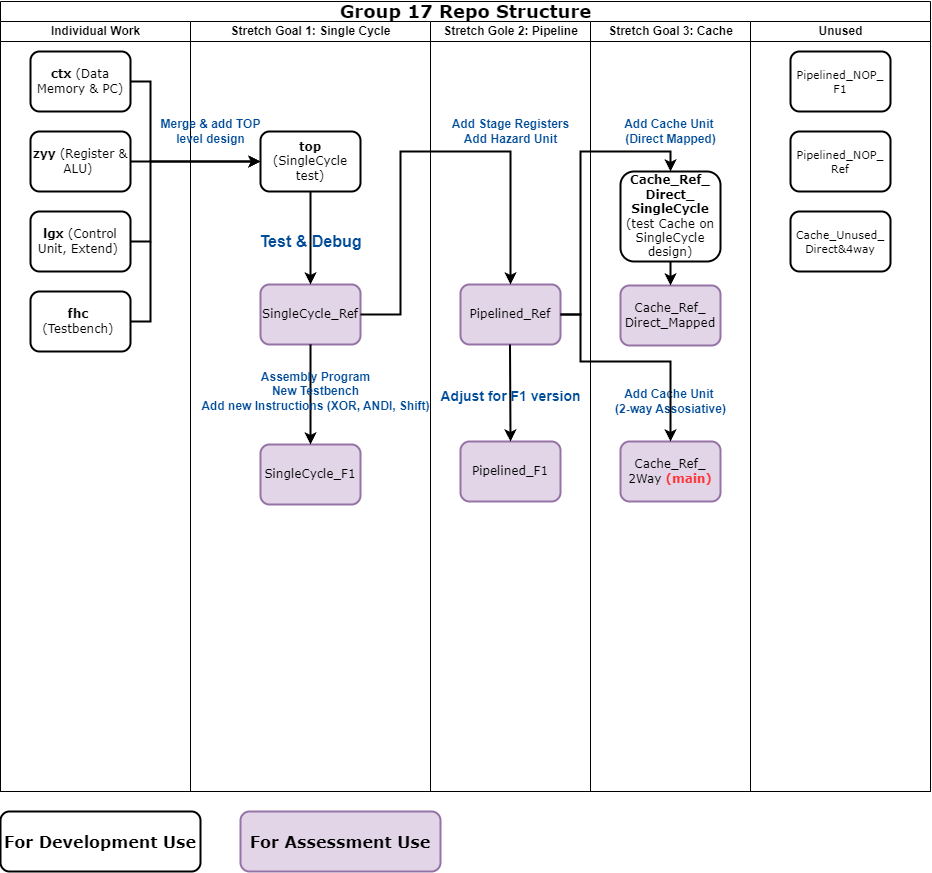 Group 17 Repo Structure
Individual Work
Stretch Goal 1: Single Cycle
Stretch Gole 2: Pipeline
Stretch Goal 3: Cache
Unused
ctx (Data
Memory & PC)
zyy (Register &
ALU)
lgx (Control
Unit, Extend)
fhc
(Testbench)
Merge & add TOP
level design
top
(SingleCycle
test)
Test & Debug
SingleCycle_Ref
Assembly Program
New Testbench
Add new Instructions (XOR, ANDI, Shift)
SingleCycle_F1
Add Stage Registers
Add Hazard Unit
Pipelined_Ref
Adjust for F1 version
Pipelined_F1
Add Cache Unit
(Direct Mapped)
Cache_Ref_
Direct_
SingleCycle
(test Cache on
SingleCycle
design)
Cache_Ref_
Direct_Mapped
Add Cache Unit
(2-way Assosiative)
Cache_Ref_
2Way (main)
Pipelined_NOP_
F1
Pipelined_NOP_
Ref
Cache_Unused_
Direct&4way
For Development Use
For Assessment Use